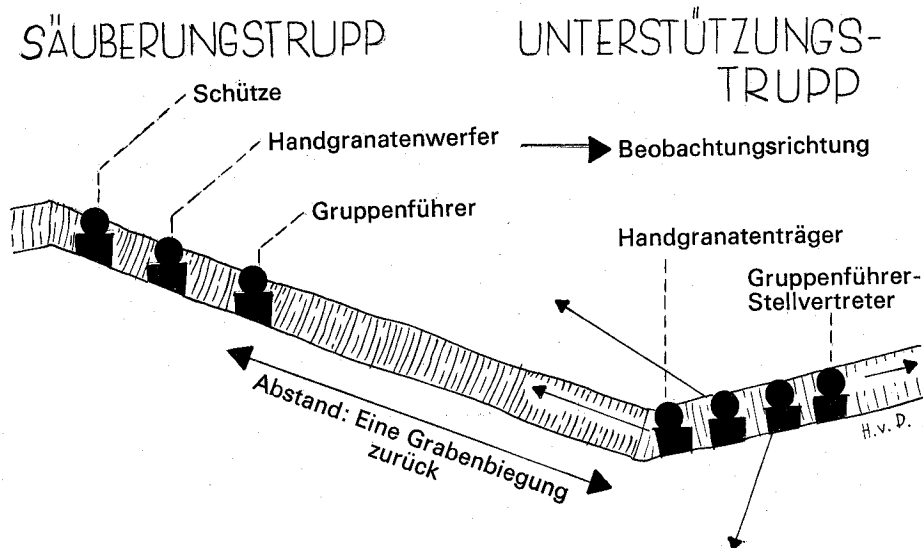 SÄUBERUNGSTRUPP
UNTERSTÜTZUNGS-
TRUPP
Schütze
Handgranatenwerfer
Beobachtungsrichtung
Gruppenführer
Handgranatenträger
Gruppenführer-
Stellvertreter
Abstand: Eine Grabenbiegung
zurück
H.v.D.